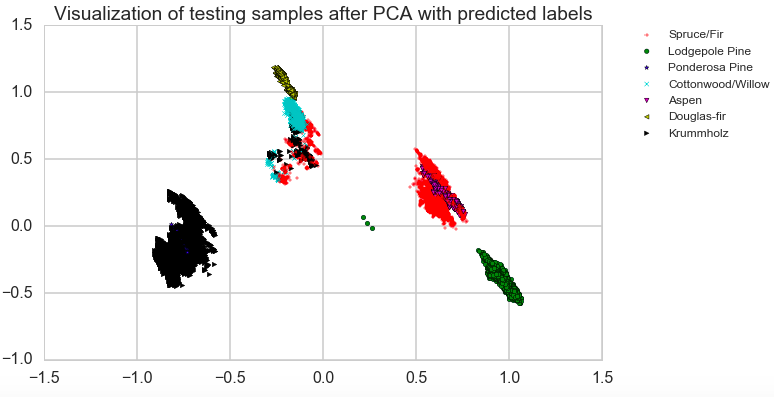 Visualization of testing samples after PCA with predicted labels
1.5
1.0
0.5
0.0
−0.5
−1.0
−1.5 −1.0 −0.5 0.0 0.5 1.0 1.5
Spruce/Fir
Lodgepole Pine
Ponderosa Pine
Cottonwood/Willow
Aspen
Douglas-fir
Krummholz